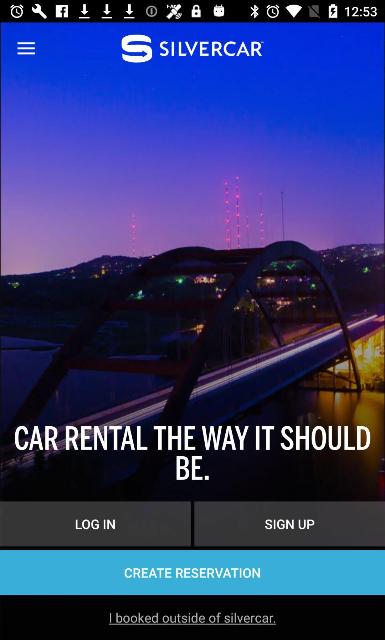 12:53
SILVERCAR
CAR RENTAL THE WAY IT SHOULD
BE.
LOG IN
SIGN UP
CREATE RESERVATION
I booked outside of silvercar.